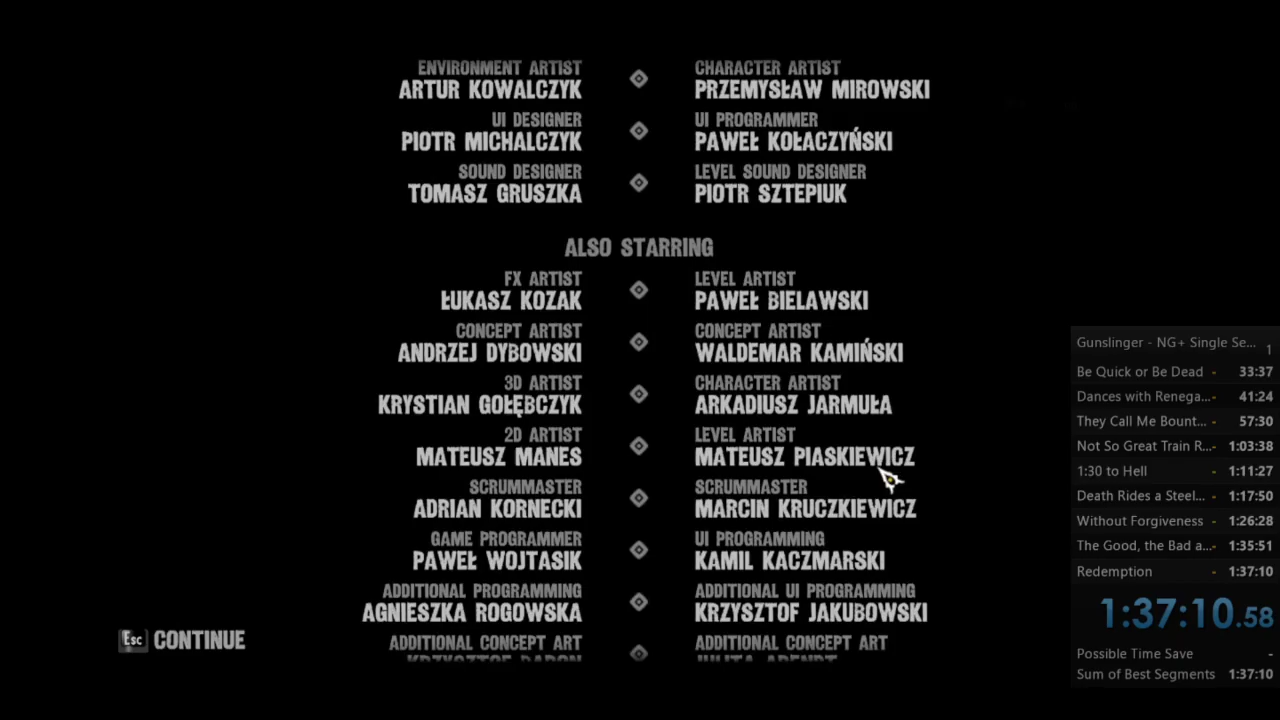 ENVIRONMENT ARTIST
ARTUR KOWALCZYK
CHARACTER ARTIST
PRZEMYSŁAW MIROWSKI
UI DESIGNER
PIOTR MICHALCZYK
UI PROGRAMMER
PAWEŁ KOŁACZYŃSKI
SOUND DESIGNER
TOMASZ GRUSZKA
LEVEL SOUND DESIGNER
PIOTR SZTEPIUK
ALSO STARRING
FX ARTIST
ŁUKASZ KOZAK
LEVEL ARTIST
PAWEŁ BIELAWSKI
CONCEPT ARTIST
ANDRZEJ DYBOWSKI
CONCEPT ARTIST
WALDEMAR KAMIŃSKI
3D ARTIST
KRYSTIAN GOŁĘBCZYK
CHARACTER ARTIST
ARKADIUSZ JARMUŁA
2D ARTIST
MATEUSZ MANES
LEVEL ARTIST
MATEUSZ PIASKIEWICZ
SCRUMMASTER
ADRIAN KORNECKI
SCRUMMASTER
MARCIN KRUCZKIEWICZ
GAME PROGRAMMER
PAWEŁ WOJTASIK
UI PROGRAMMING
KAMIL KACZMARSKI
ADDITIONAL PROGRAMMING
AGNIESZKA ROGOWSKA
ADDITIONAL UI PROGRAMMING
KRZYSZTOF JAKUBOWSKI
ADDITIONAL CONCEPT ART
KRZYSZTOF
ADDITIONAL CONCEPT ART
Esc CONTINUE
Gunslinger - NG+ Single Se... 1
Be Quick or Be Dead - 33:37
Dances with Renega... - 41:24
They Call Me Bount... - 57:30
Not So Great Train R... - 1:03:38
1:30 to Hell - 1:11:27
Death Rides a Steel... - 1:17:50
Without Forgiveness - 1:26:28
The Good, the Bad a... - 1:35:51
Redemption - 1:37:10
1:37:10.58
Possible Time Save -
Sum of Best Segments 1:37:10